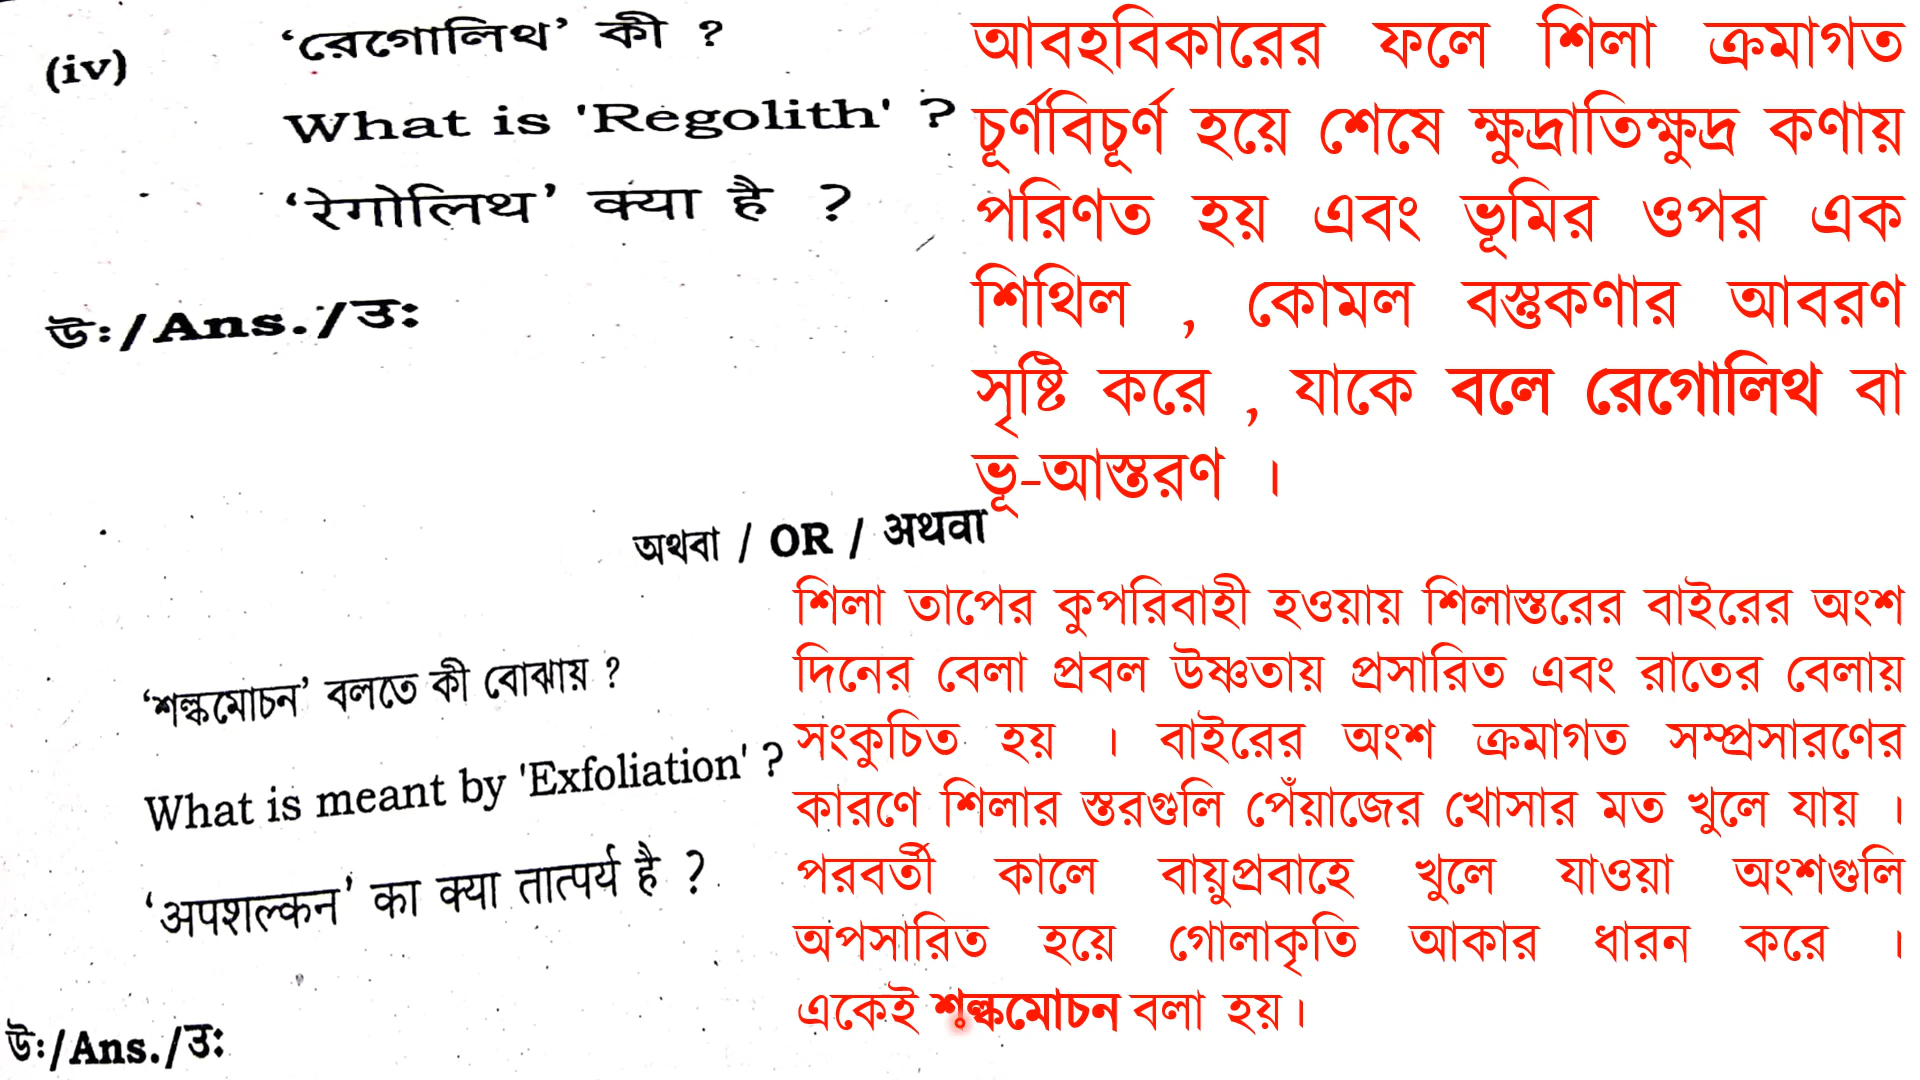 (iv) ‘রেগোলিথ’ কী ?
What is 'Regolith' ?
‘रेगोलिथ’ क्या है ?
উঃ/Ans./उः
আবহবিকারের ফলে শিলা ক্রমাগত
চূর্ণবিচূর্ণ হয়ে শেষে ক্ষুদ্রাতিক্ষুদ্র কণায়
পরিণত হয় এবং ভূমির ওপর এক
শিথিল , কোমল বস্তুকণার আবরণ
সৃষ্টি করে , যাকে বলে রেগোলিথ বা
ভূ-আস্তরণ ।
অথবা / OR / अथवा
‘শল্কমোচন’ বলতে কী বোঝায় ?
What is meant by 'Exfoliation' ?
‘अपशल्कन’ का क्या तात्पर्य है ?
উঃ/Ans./उः
শিলা তাপের কুপরিবাহী হওয়ায় শিলাস্তরের বাইরের অংশ
দিনের বেলা প্রবল উষ্ণতায় প্রসারিত এবং রাতের বেলায়
সংকুচিত হয় । বাইরের অংশ ক্রমাগত সম্প্রসারণের
কারণে শিলার স্তরগুলি পেঁয়াজের খোসার মত খুলে যায় ।
পরবর্তী কালে বায়ুপ্রবাহে খুলে যাওয়া অংশগুলি
অপসারিত হয়ে গোলাকৃতি আকার ধারন করে ।
একেই শল্কমোচন বলা হয়।